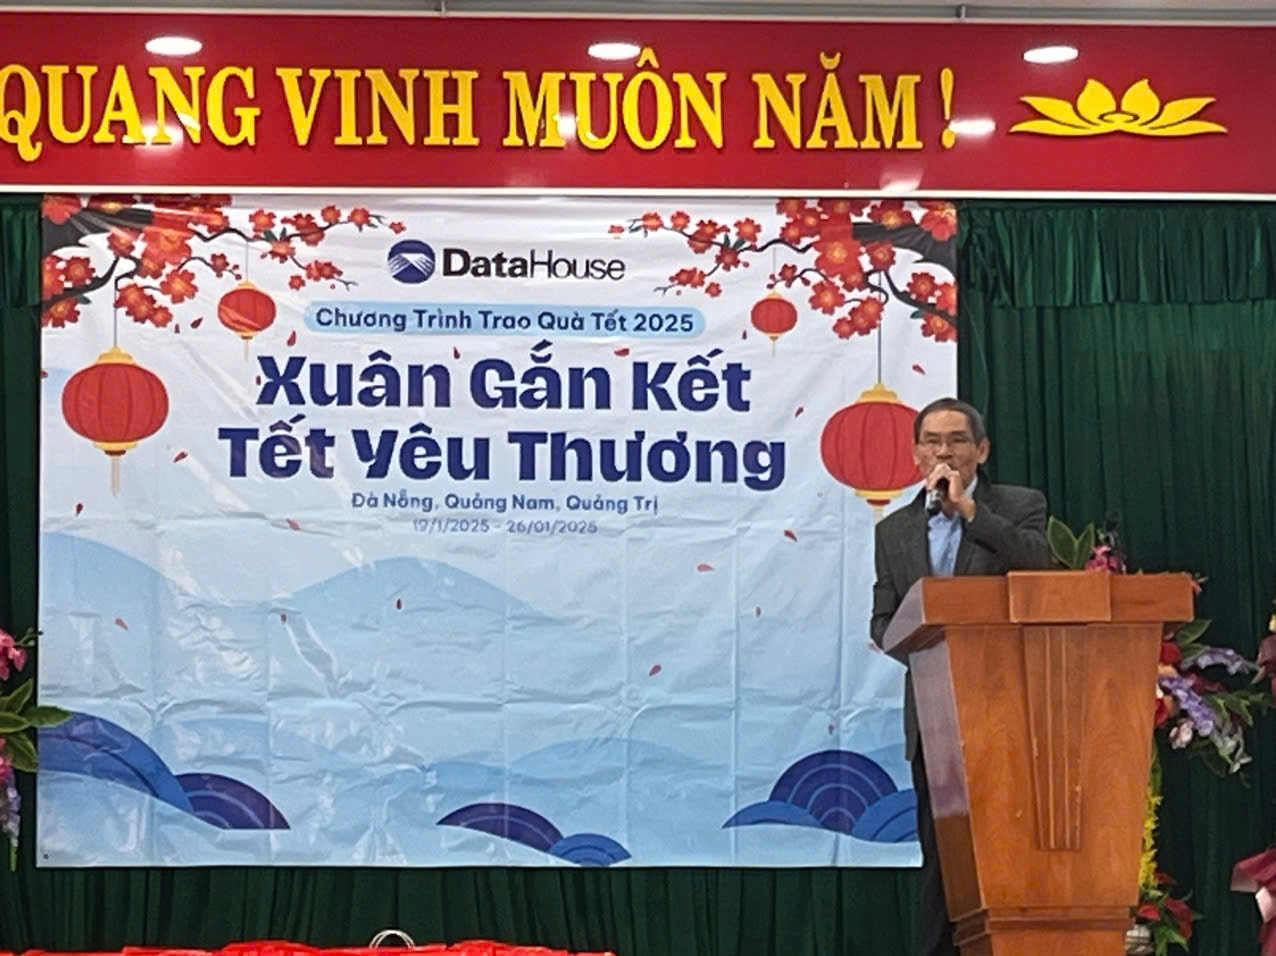 QUANG VINH MUÔN NĂM !
DataHouse
Chương Trình Trao Quà Tết 2025
Xuân Gắn Kết
Tết Yêu Thương
Đà Nẵng, Quảng Nam, Quảng Trị
19/1/2025 - 26/01/2025